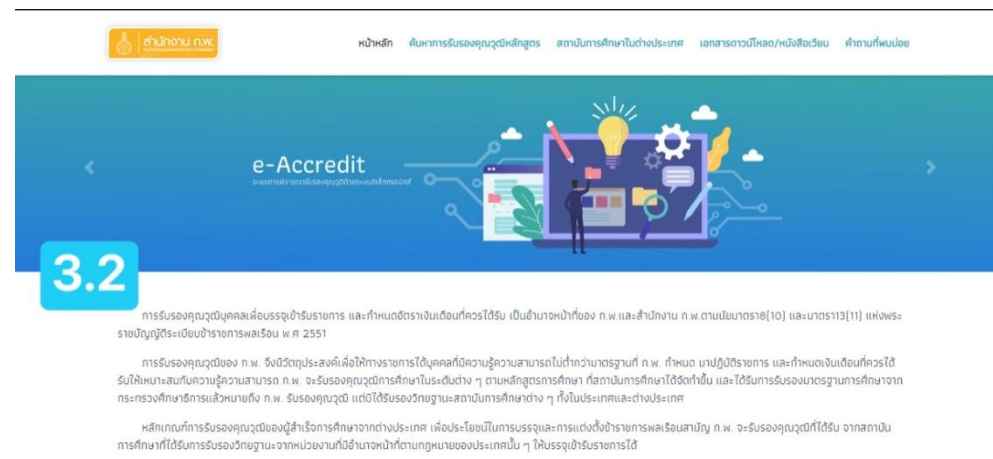 สำนักงาน ก.พ.
หน้าหลัก ค้นหาการรับรองคุณวุฒิหลักสูตร สถาบันการศึกษาในต่างประเทศ เอกสารดาวน์โหลด/หนังสือเวียน คำถามที่พบบ่อย
e-Accredit
ระบบการพิจารณารับรองคุณวุฒิด้วยระบบอิเล็กทรอนิกส์
3.2
การรับรองคุณวุฒิบุคคลเพื่อบรรจุเข้ารับราชการ และกำหนดอัตราเงินเดือนที่ควรได้รับ เป็นอำนาจหน้าที่ของ ก.พ.และสำนักงาน ก.พ.ตามนัยมาตรา8(10) และมาตรา13(11) แห่งพระ
ราชบัญญัติระเบียบข้าราชการพลเรือน พ.ศ 2551
การรับรองคุณวุฒิของ ก.พ. จึงมีวัตถุประสงค์เพื่อให้ทางราชการได้บุคคลที่มีความรู้ความสามารถไม่ต่ำกว่ามาตรฐานที่ ก.พ. กำหนด มาปฏิบัติราชการ และกำหนดเงินเดือนที่ควรได้
รับให้เหมาะสมกับความรู้ความสามารถ ก.พ. จะรับรองคุณวุฒิการศึกษาในระดับต่าง ๆ ตามหลักสูตรการศึกษา ที่สถาบันการศึกษาได้จัดทำขึ้น และได้รับการรับรองมาตรฐานการศึกษาจาก
กระทรวงศึกษาธิการแล้วหมายถึง ก.พ. รับรองคุณวุฒิ แต่มิได้รับรองวิทยฐานะสถาบันการศึกษาต่าง ๆ ทั้งในประเทศและต่างประเทศ
หลักเกณฑ์การรับรองคุณวุฒิของผู้สำเร็จการศึกษาจากต่างประเทศ เพื่อประโยชน์ในการบรรจุและการแต่งตั้งข้าราชการพลเรือนสามัญ ก.พ. จะรับรองคุณวุฒิที่ได้รับ จากสถาบัน
การศึกษาที่ได้รับการรับรองวิทยฐานะจากหน่วยงานที่มีอำนาจหน้าที่ตามกฎหมายของประเทศนั้น ๆ ให้บรรจุเข้ารับราชการได้